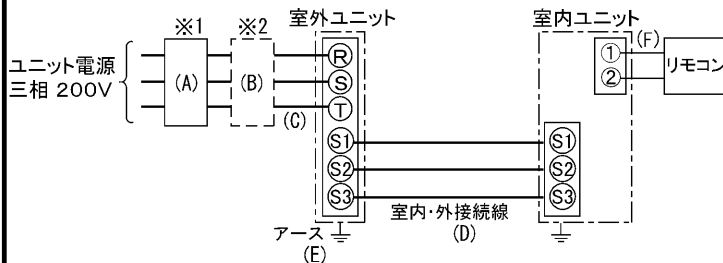 ※1
※2
室外ユニット
室内ユニット
ユニット電源
三相 200V
(A)
(B)
(C)
R
S
T
S1
S2
S3
①
②
(F)
リモコン
S1
S2
S3
室内・外接続線
(D)
アース
(E)